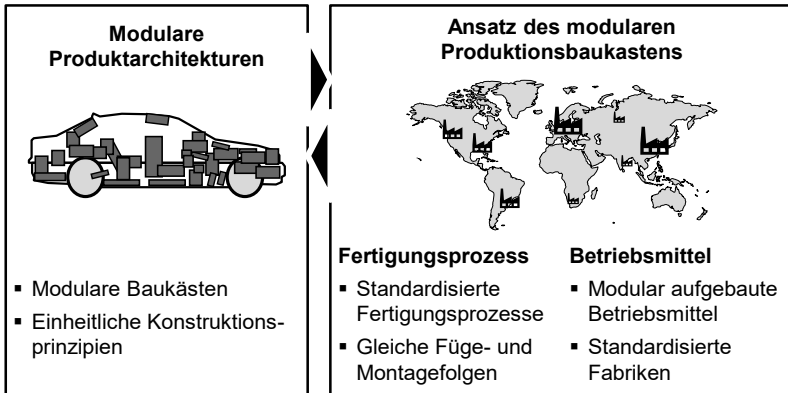 Modulare
Produktarchitekturen
▪ Modulare Baukästen
▪ Einheitliche Konstruktions-
prinzipien
Ansatz des modularen
Produktionsbaukastens
Fertigungsprozess
▪ Standardisierte
Fertigungsprozesse
▪ Gleiche Füge- und
Montagefolgen
Betriebsmittel
▪ Modular aufgebaute
Betriebsmittel
▪ Standardisierte
Fabriken